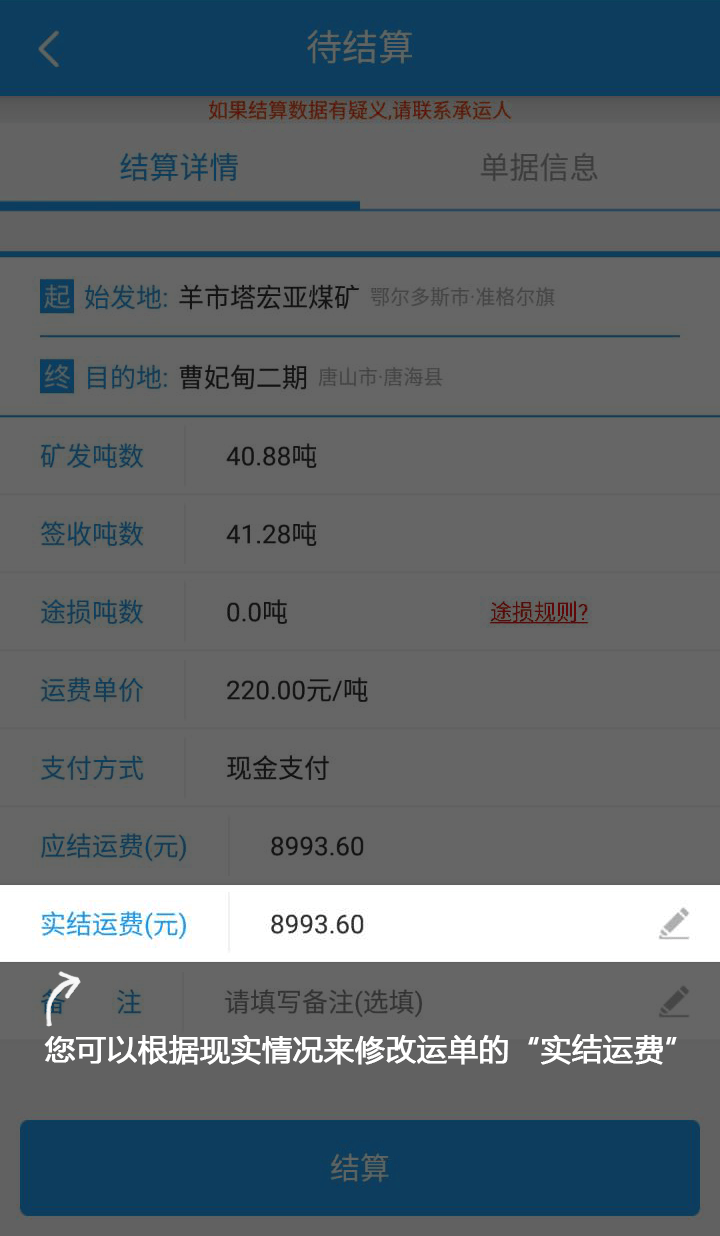 待结算
如果结算数据有疑义,请联系承运人
结算详情 单据信息
起 始发地: 羊市塔宏亚煤矿 鄂尔多斯市·准格尔旗
终 目的地: 曹妃甸二期 唐山市·唐海县
矿发吨数 40.88吨
签收吨数 41.28吨
途损吨数 0.0吨 途损规则?
运费单价 220.00元/吨
支付方式 现金支付
应结运费(元) 8993.60
实结运费(元) 8993.60
备 注 请填写备注(选填)
您可以根据现实情况来修改运单的“实结运费”
结算